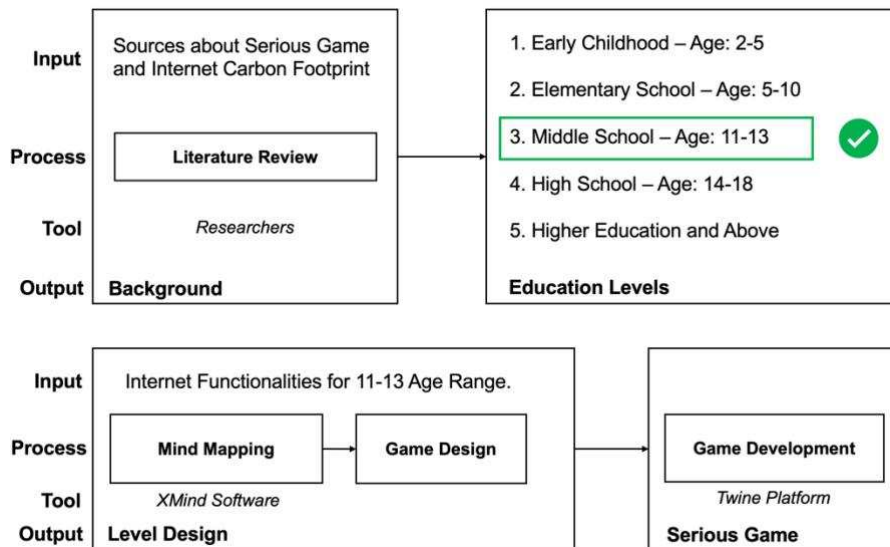 Input
Sources about Serious Game
and Internet Carbon Footprint
Process
Literature Review
Tool
Researchers
Output
Background
1. Early Childhood – Age: 2-5
2. Elementary School – Age: 5-10
3. Middle School – Age: 11-13
4. High School – Age: 14-18
5. Higher Education and Above
Education Levels
Input
Internet Functionalities for 11-13 Age Range.
Process
Mind Mapping
Game Design
Game Development
Tool
XMind Software
Twine Platform
Output
Level Design
Serious Game